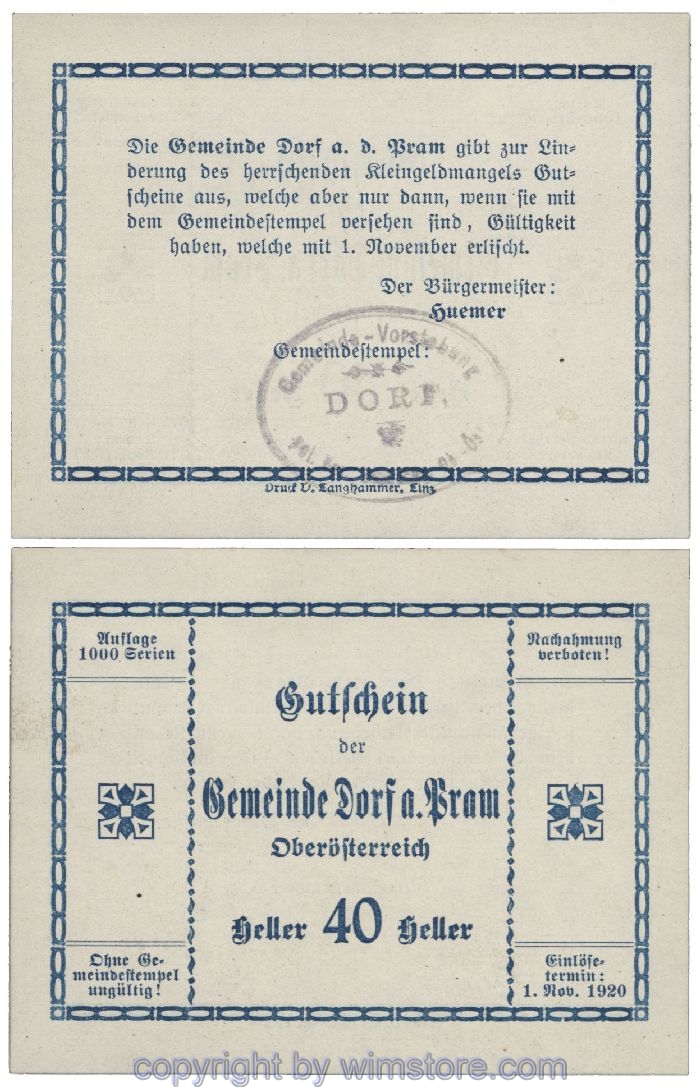 Die Gemeinde Dorf a. d. Pram gibt zur Lin-
derung des herrschenden Kleingeldmangels Gut-
scheine aus, welche aber nur dann, wenn sie mit
dem Gemeindestempel versehen sind, Gültigkeit
haben, welche mit 1. November erlischt.
Der Bürgermeister:
Huemer
Gemeindestempel:
Gemeinde-Vorstehung
DORF,
Druck V. Langhammer, Linz
Auflage
1000 Serien
Nachahmung
verboten!
Gutschein
der
Gemeinde Dorf a. Pram
Oberösterreich
Heller 40 Heller
Ohne Ge-
meindestempel
ungültig!
Einlöse-
termin:
1. Nov. 1920
copyright by wimstore.com